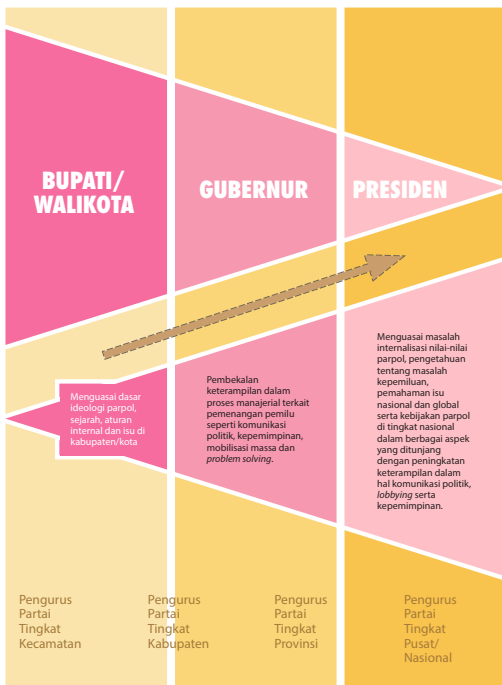 BUPATI/
WALIKOTA
GUBERNUR
PRESIDEN
Menguasai dasar
ideologi parpol,
sejarah, aturan
internal dan isu di
kabupaten/kota
Pembekalan
keterampilan dalam
proses manajerial terkait
pemenangan pemilu
seperti komunikasi
politik, kepemimpinan,
mobilisasi massa dan
problem solving.
Menguasai masalah
internalisasi nilai-nilai
parpol, pengetahuan
tentang masalah
kepemiluan,
pemahaman isu
nasional dan global
serta kebijakan parpol
di tingkat nasional
dalam berbagai aspek
yang ditunjang
dengan peningkatan
keterampilan dalam
hal komunikasi politik,
lobbying serta
kepemimpinan.
Pengurus
Partai
Tingkat
Kecamatan
Pengurus
Partai
Tingkat
Kabupaten
Pengurus
Partai
Tingkat
Provinsi
Pengurus
Partai
Tingkat
Pusat/
Nasional